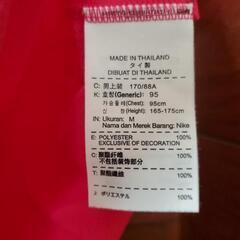 MADE IN THAILAND
タイ製
DIBUAT DI THAILAND
C: 男上装 170/88A
K: 호칭(Generic): 95
가슴둘레(Chest): 95cm
신장(Height): 165-175cm
IN: Ukuran: M
Nama dan Merek Barang: Nike
E: POLYESTER 100%
EXCLUSIVE OF DECORATION
C: 聚酯纤维 100%
不包括装饰部分
T: 聚酯纖維 100%
J: ポリエステル 100%